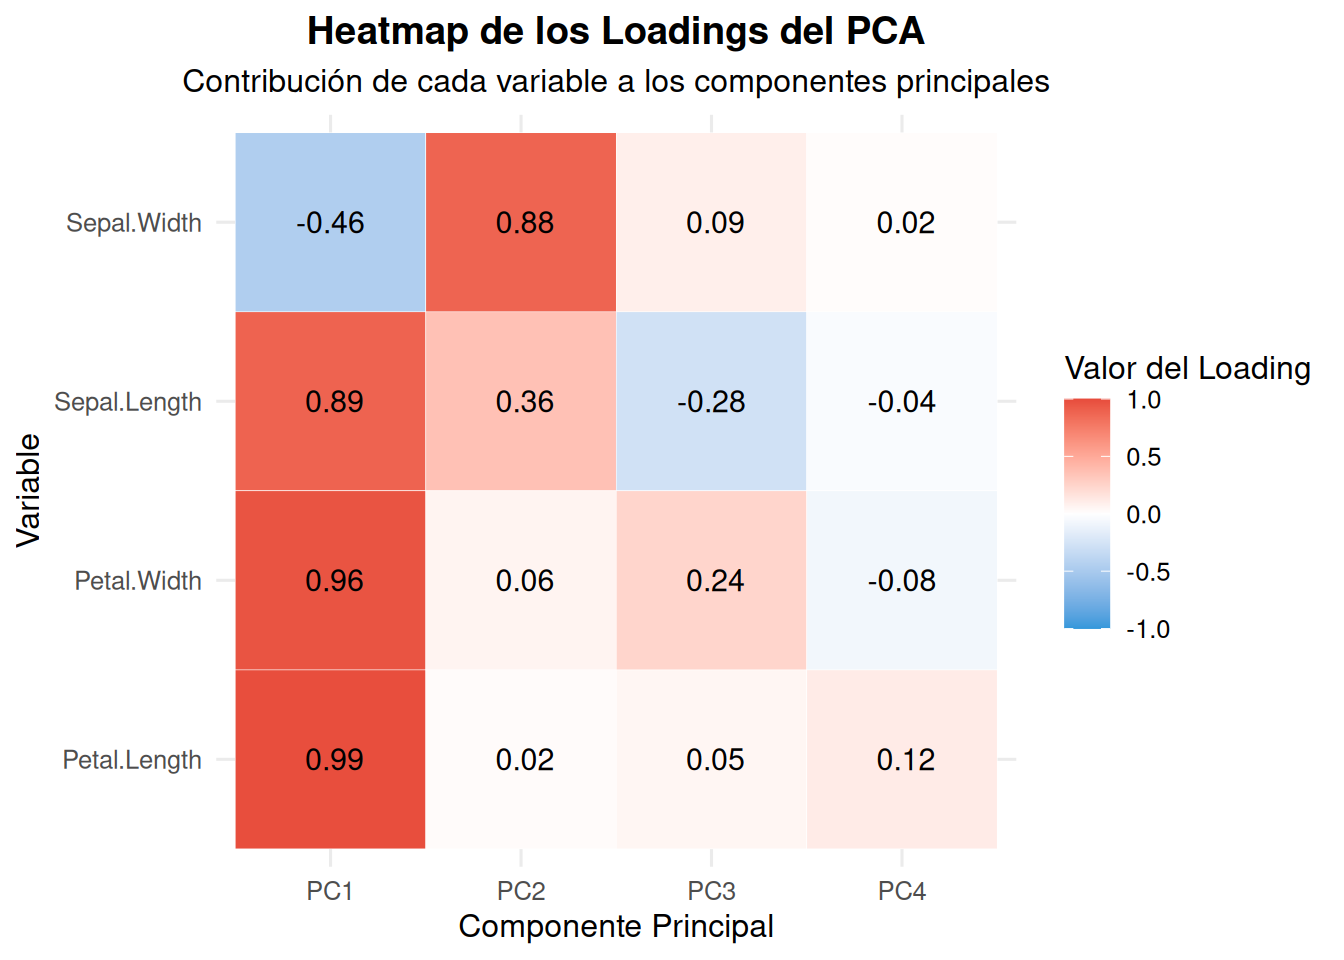 Heatmap de los Loadings del PCA
Contribución de cada variable a los componentes principales
Variable
Sepal.Width -0.46 0.88 0.09 0.02
Sepal.Length 0.89 0.36 -0.28 -0.04
Petal.Width 0.96 0.06 0.24 -0.08
Petal.Length 0.99 0.02 0.05 0.12
PC1 PC2 PC3 PC4
Componente Principal
Valor del Loading
1.0
0.5
0.0
-0.5
-1.0